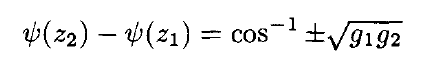 ψ(z₂) − ψ(z₁) = cos⁻¹ ±√g₁g₂